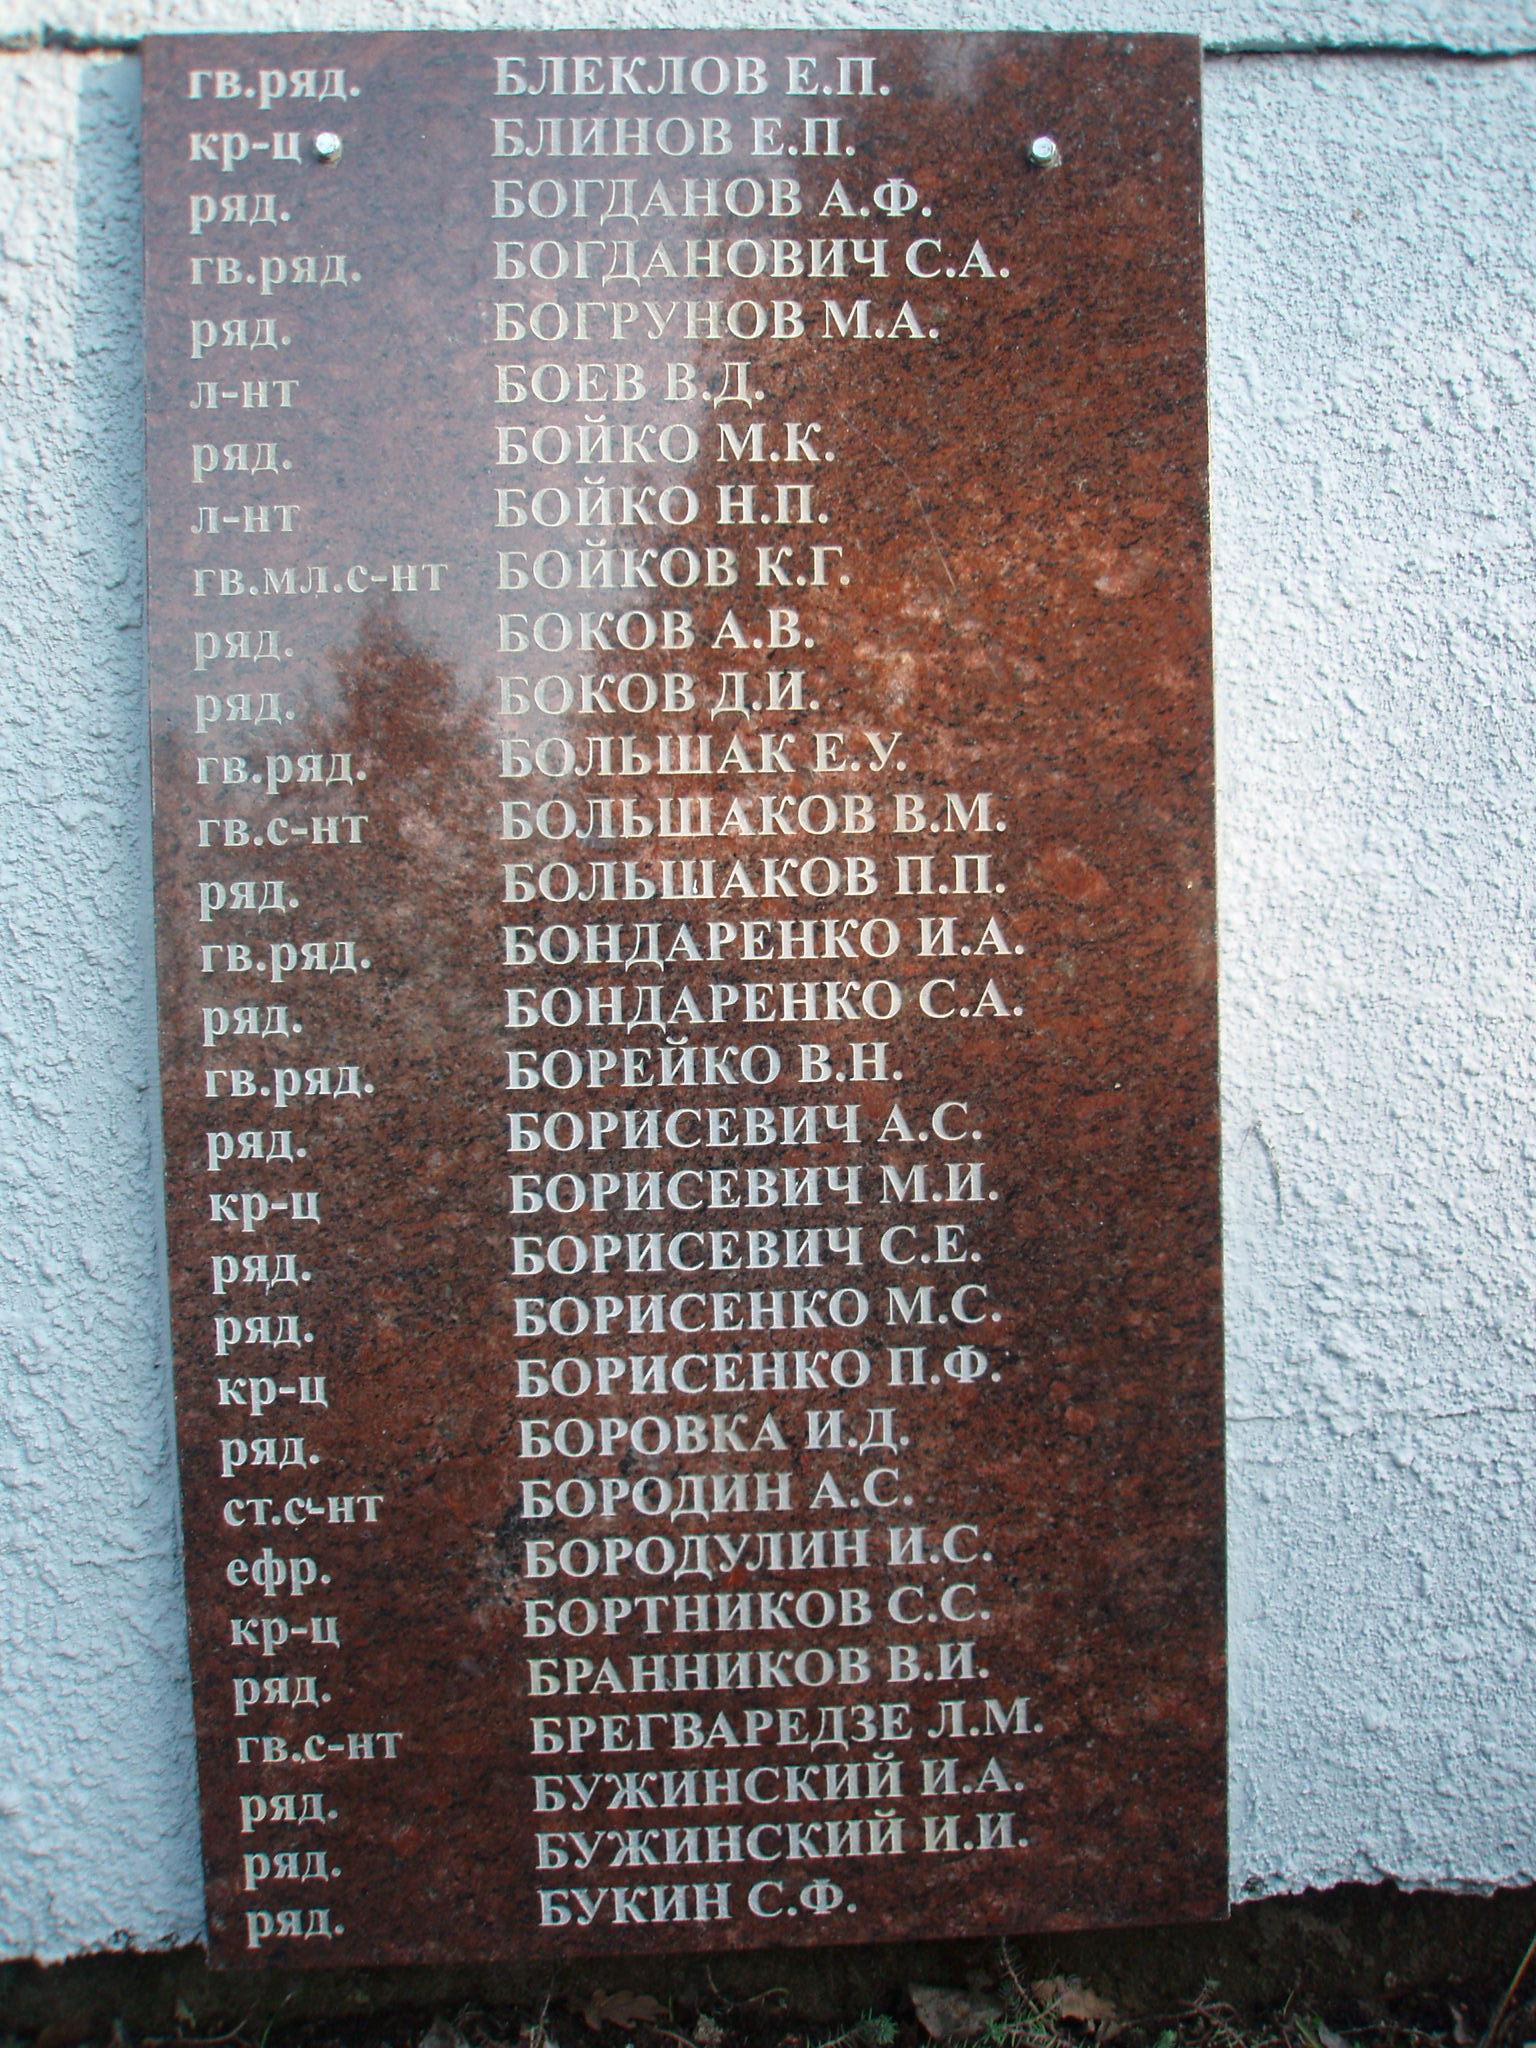 гв.ряд. БЛЕКЛОВ Е.П.
кр-ц БЛИНОВ Е.П.
ряд. БОГДАНОВ А.Ф.
гв.ряд. БОГДАНОВИЧ С.А.
ряд. БОГРУНОВ М.А.
л-нт БОЕВ В.Д.
ряд. БОЙКО М.К.
л-нт БОЙКО Н.П.
гв.мл.с-нт БОЙКОВ К.Г.
ряд. БОКОВ А.В.
ряд. БОКОВ Д.И.
гв.ряд. БОЛЬШАК Е.У.
гв.с-нт БОЛЬШАКОВ В.М.
ряд. БОЛЬШАКОВ П.П.
гв.ряд. БОНДАРЕНКО И.А.
ряд. БОНДАРЕНКО С.А.
гв.ряд. БОРЕЙКО В.Н.
ряд. БОРИСЕВИЧ А.С.
кр-ц БОРИСЕВИЧ М.И.
ряд. БОРИСЕВИЧ С.Е.
ряд. БОРИСЕНКО М.С.
кр-ц БОРИСЕНКО П.Ф.
ряд. БОРОВКА И.Д.
ст.с-нт БОРОДИН А.С.
ефр. БОРОДУЛИН И.С.
кр-ц БОРТНИКОВ С.С.
ряд. БРАННИКОВ В.И.
гв.с-нт БРЕГВАРЕДЗЕ Л.М.
ряд. БУЖИНСКИЙ И.А.
ряд. БУЖИНСКИЙ И.И.
ряд. БУКИН С.Ф.